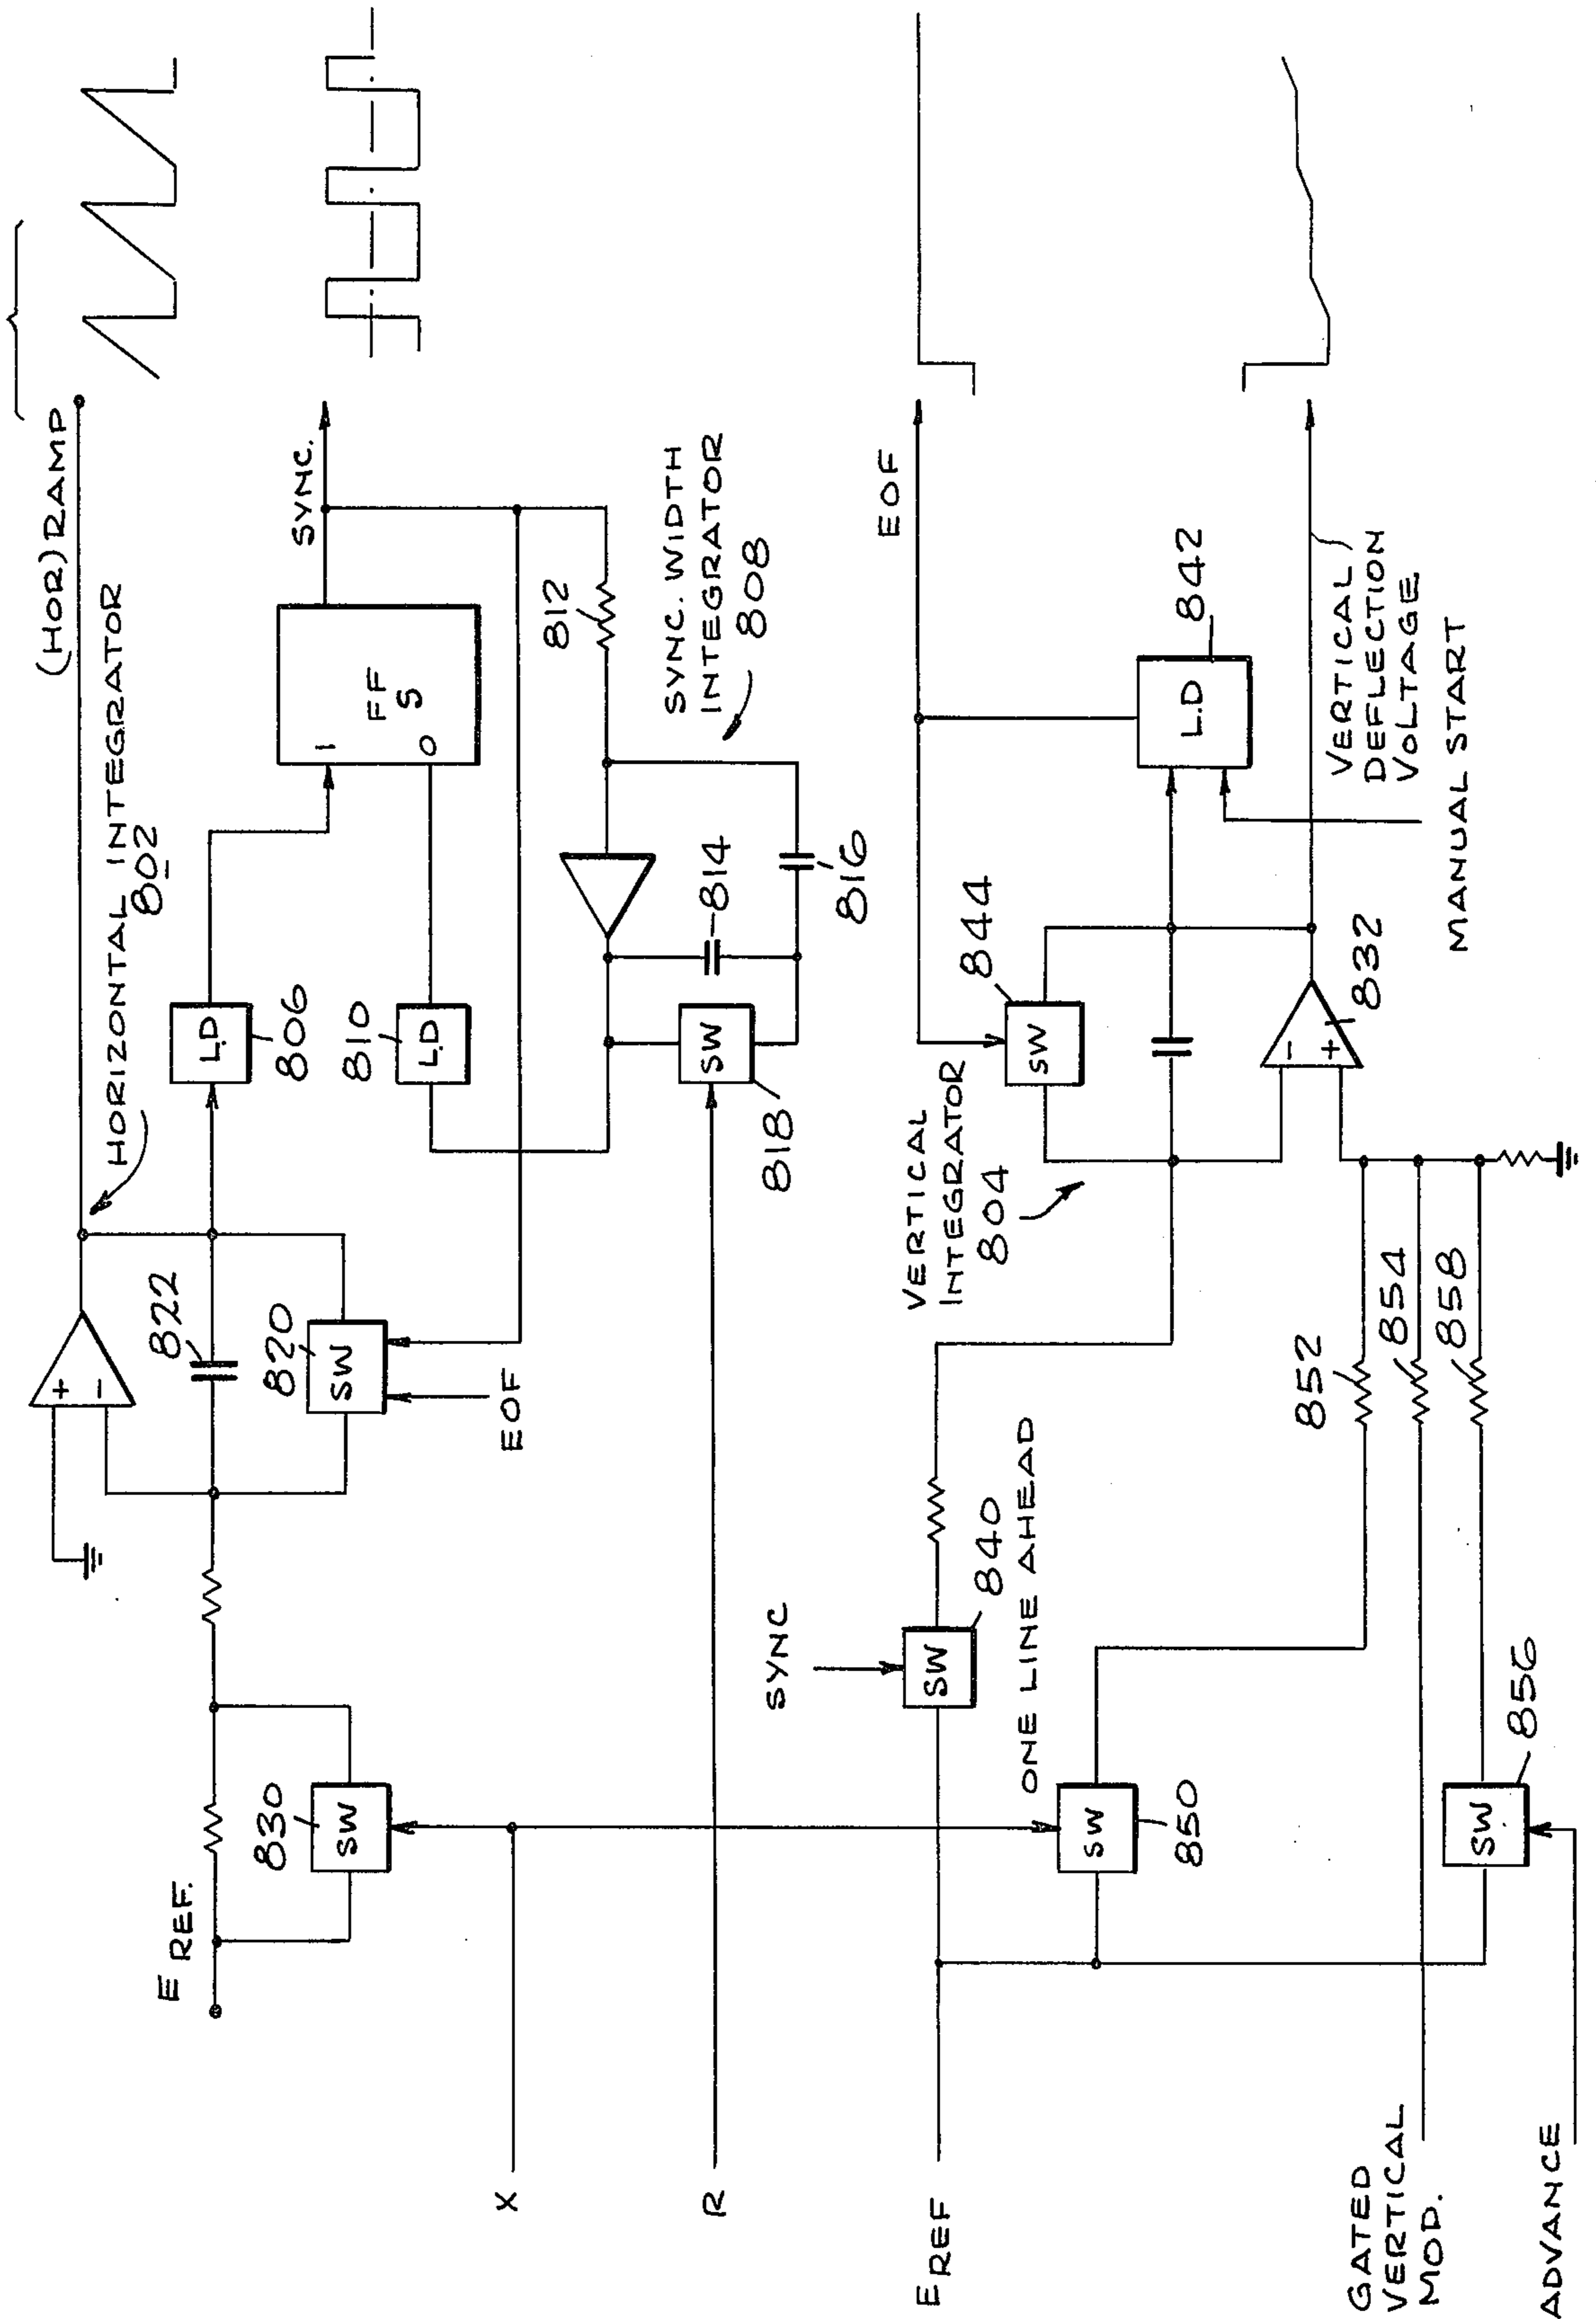 (HOR) RAMP
HORIZONTAL INTEGRATOR
802
+
−
822
820
SW
EOF
E REF.
830
SW
L.D
806
810
L.D
1
FF
5
0
SYNC.
812
SYNC. WIDTH
INTEGRATOR
808
814
816
SW
818
X
R
SYNC
SW
840
ONE LINE AHEAD
SW
850
EREF
VERTICAL
INTEGRATOR
804
SW
844
EOF
L.D
842
−
+
832
VERTICAL
DEFLECTION
VOLTAGE
MANUAL START
852
854
858
SW
856
GATED
VERTICAL
MOD.
ADVANCE